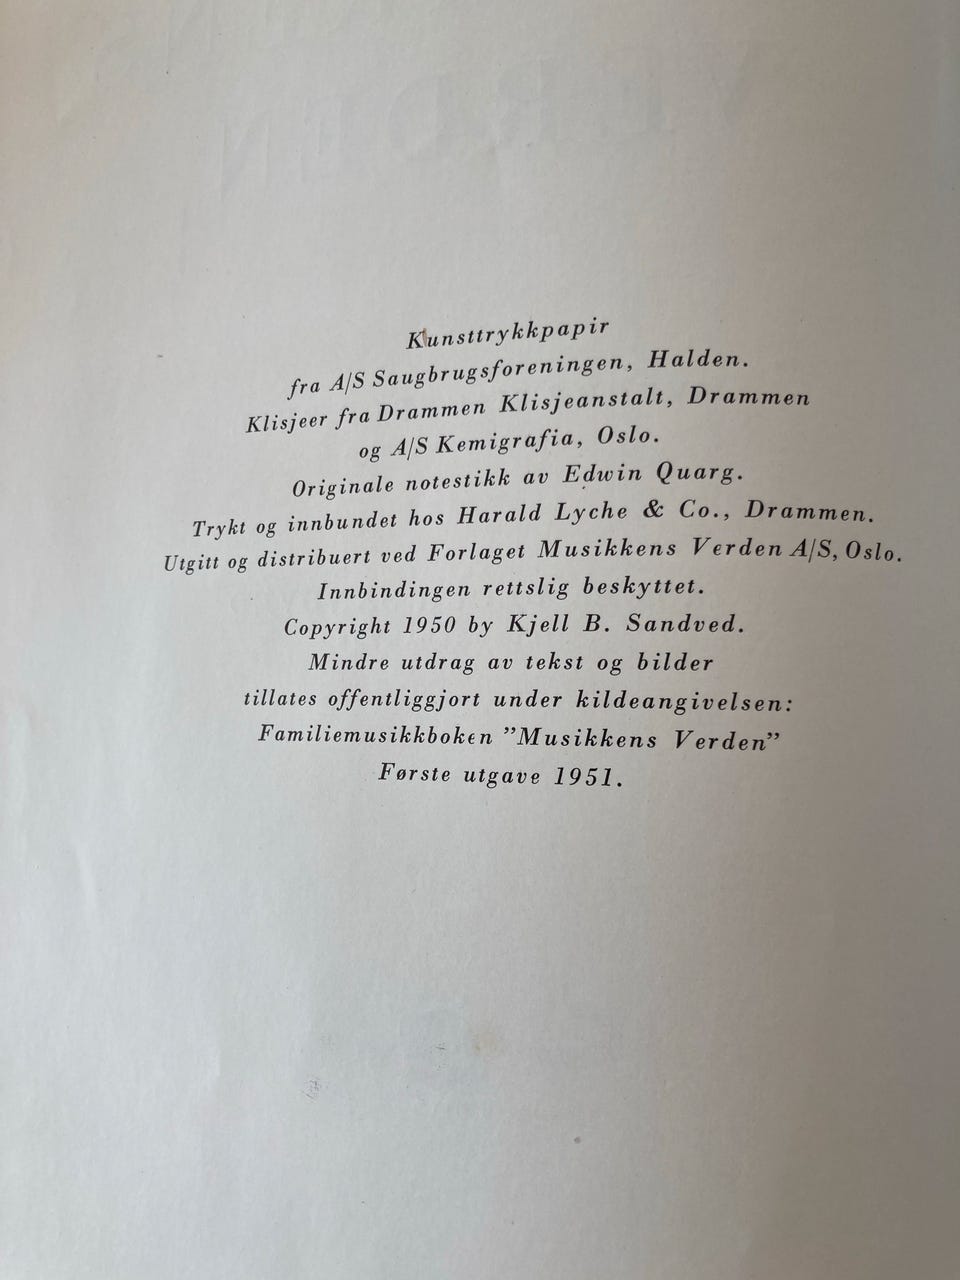 Kunsttrykkpapir
fra A/S Saugbrugsforeningen, Halden.
Klisjeer fra Drammen Klisjeanstalt, Drammen
og A/S Kemigrafia, Oslo.
Originale notestikk av Edwin Quarg.
Trykt og innbundet hos Harald Lyche & Co., Drammen.
Utgitt og distribuert ved Forlaget Musikkens Verden A/S, Oslo.
Innbindingen rettslig beskyttet.
Copyright 1950 by Kjell B. Sandved.
Mindre utdrag av tekst og bilder
tillates offentliggjort under kildeangivelsen:
Familiemusikkboken ”Musikkens Verden”
Første utgave 1951.